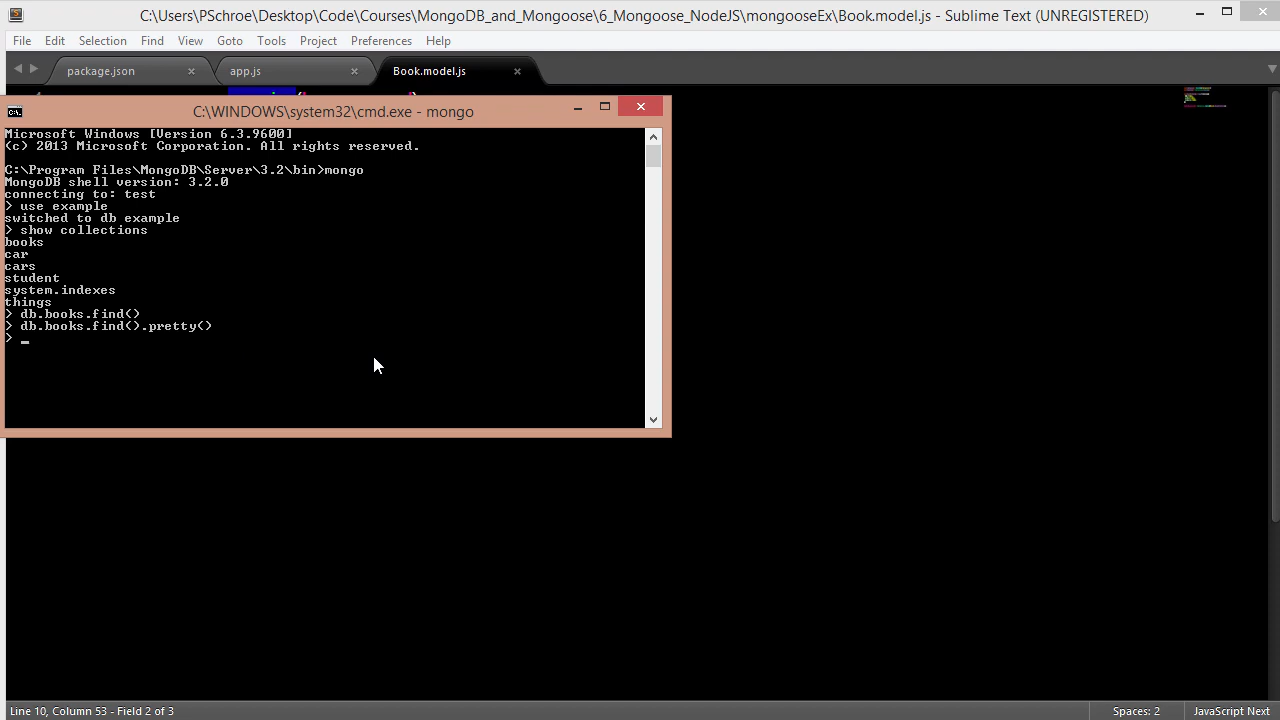 C:\Users\PSchroe\Desktop\Code\Courses\MongoDB_and_Mongoose\6_Mongoose_NodeJS\mongooseEx\Book.model.js - Sublime Text (UNREGISTERED)
File Edit Selection Find View Goto Tools Project Preferences Help
package.json app.js Book.model.js
C:\WINDOWS\system32\cmd.exe - mongo
Microsoft Windows [Version 6.3.9600]
(c) 2013 Microsoft Corporation. All rights reserved.
C:\Program Files\MongoDB\Server\3.2\bin>mongo
MongoDB shell version: 3.2.0
connecting to: test
> use example
switched to db example
> show collections
books
car
cars
student
system.indexes
things
> db.books.find()
> db.books.find().pretty()
> _
Line 10, Column 53 - Field 2 of 3 Spaces: 2 JavaScript Next